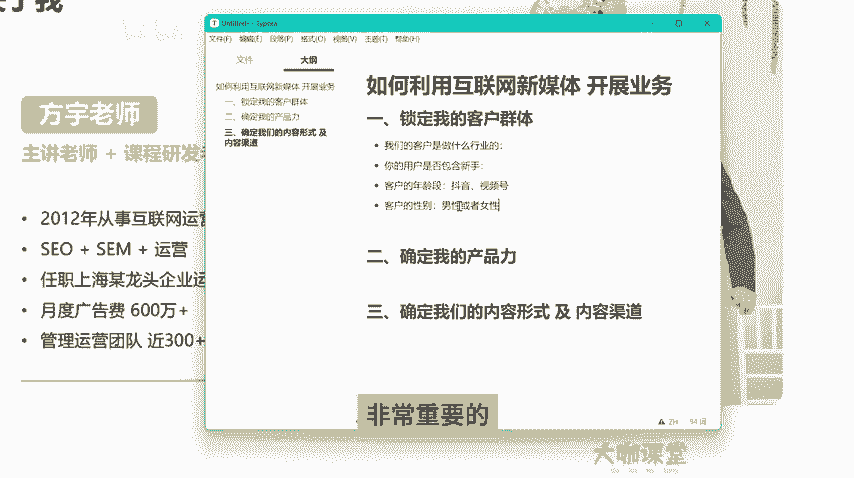 于我
Untitled - Typora
文件(F) 编辑(E) 段落(P) 格式(O) 视图(V) 主题(T) 帮助(H)
文件 大纲
如何利用互联网新媒体 开展业务
一、锁定我的客户群体
二、确定我的产品力
三、确定我们的内容形式 及
内容渠道
如何利用互联网新媒体 开展业务
一、锁定我的客户群体
• 我们的客户是做什么行业的:
• 你的用户是否包含新手:
• 客户的年龄段: 抖音、视频号
• 客户的性别: 男性或者女性
二、确定我的产品力
三、确定我们的内容形式 及 内容渠道
94 词
方宇老师
主讲老师 + 课程研发
• 2012年从事互联网运营
• SEO + SEM + 运营
• 任职上海某龙头企业运
• 月度广告费 600万+
• 管理运营团队 近300+
非常重要的
大咖课堂